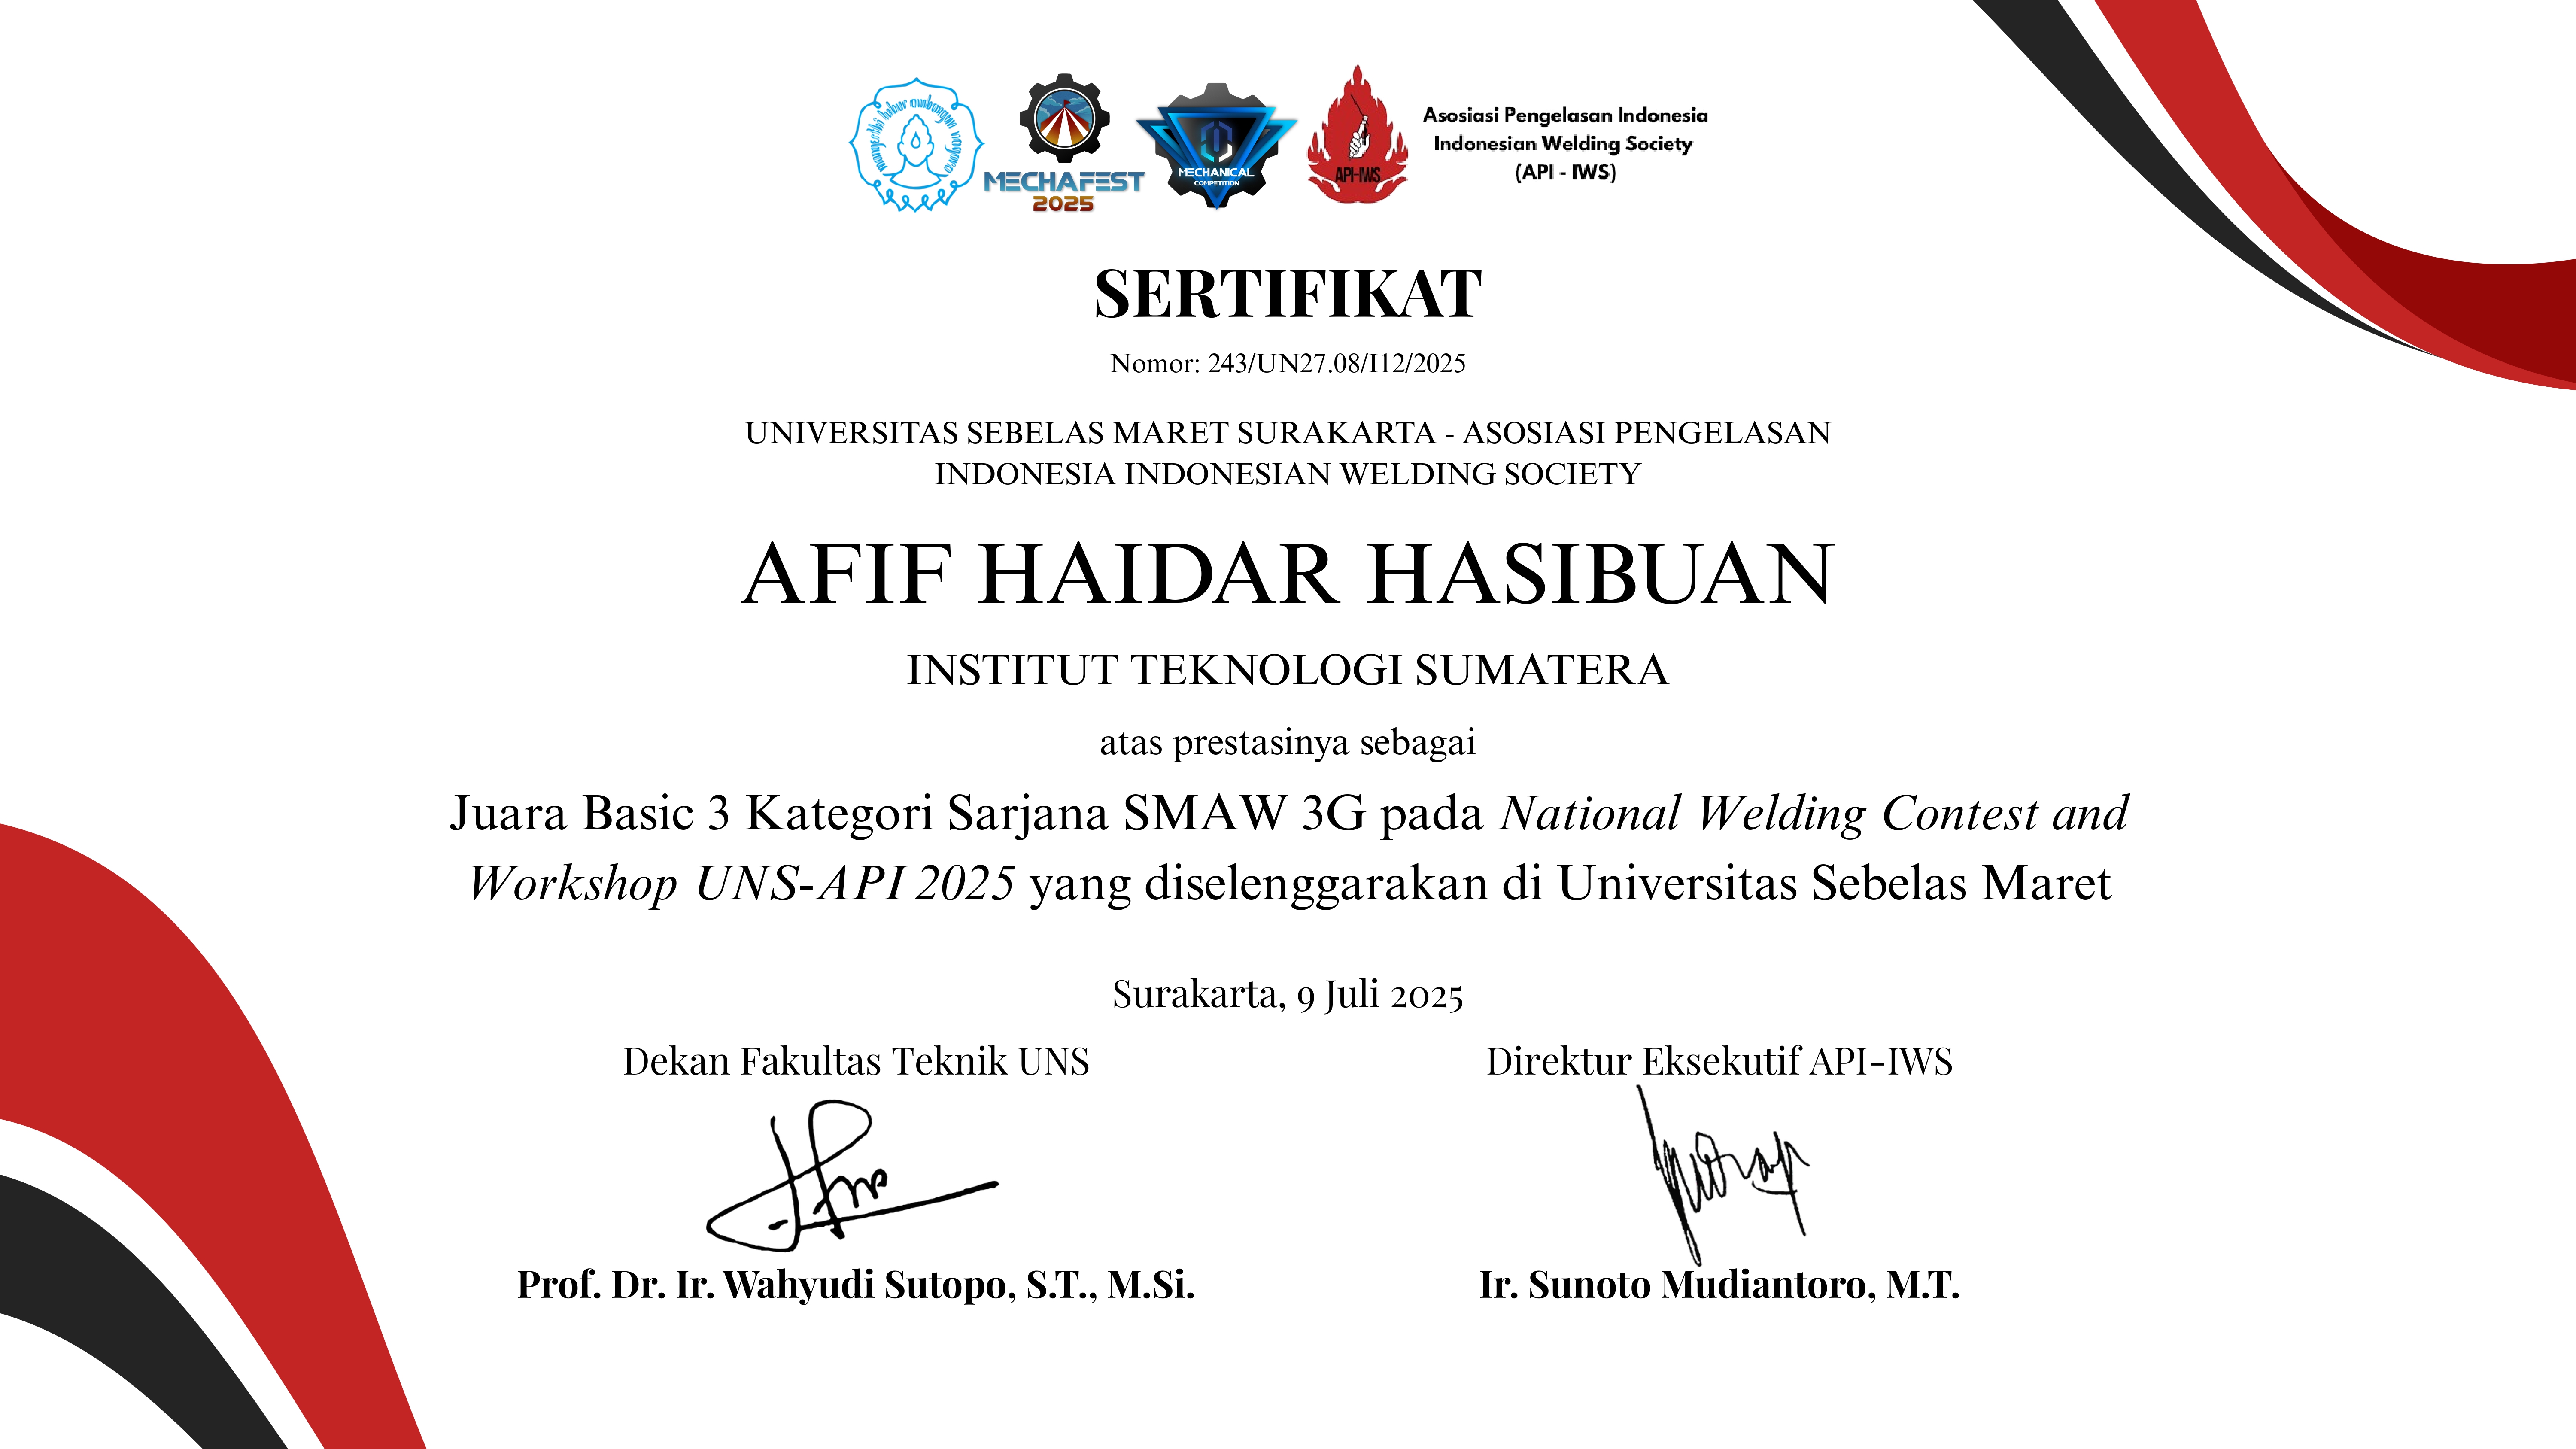 mangesthi luhur ambangun nagara
MECHAFEST
2025
MECHANICAL
COMPETITION
API-IWS
Asosiasi Pengelasan Indonesia
Indonesian Welding Society
(API - IWS)
SERTIFIKAT
Nomor: 243/UN27.08/I12/2025
UNIVERSITAS SEBELAS MARET SURAKARTA - ASOSIASI PENGELASAN
INDONESIA INDONESIAN WELDING SOCIETY
AFIF HAIDAR HASIBUAN
INSTITUT TEKNOLOGI SUMATERA
atas prestasinya sebagai
Juara Basic 3 Kategori Sarjana SMAW 3G pada National Welding Contest and
Workshop UNS-API 2025 yang diselenggarakan di Universitas Sebelas Maret
Surakarta, 9 Juli 2025
Dekan Fakultas Teknik UNS
Direktur Eksekutif API-IWS
Prof. Dr. Ir. Wahyudi Sutopo, S.T., M.Si.
Ir. Sunoto Mudiantoro, M.T.